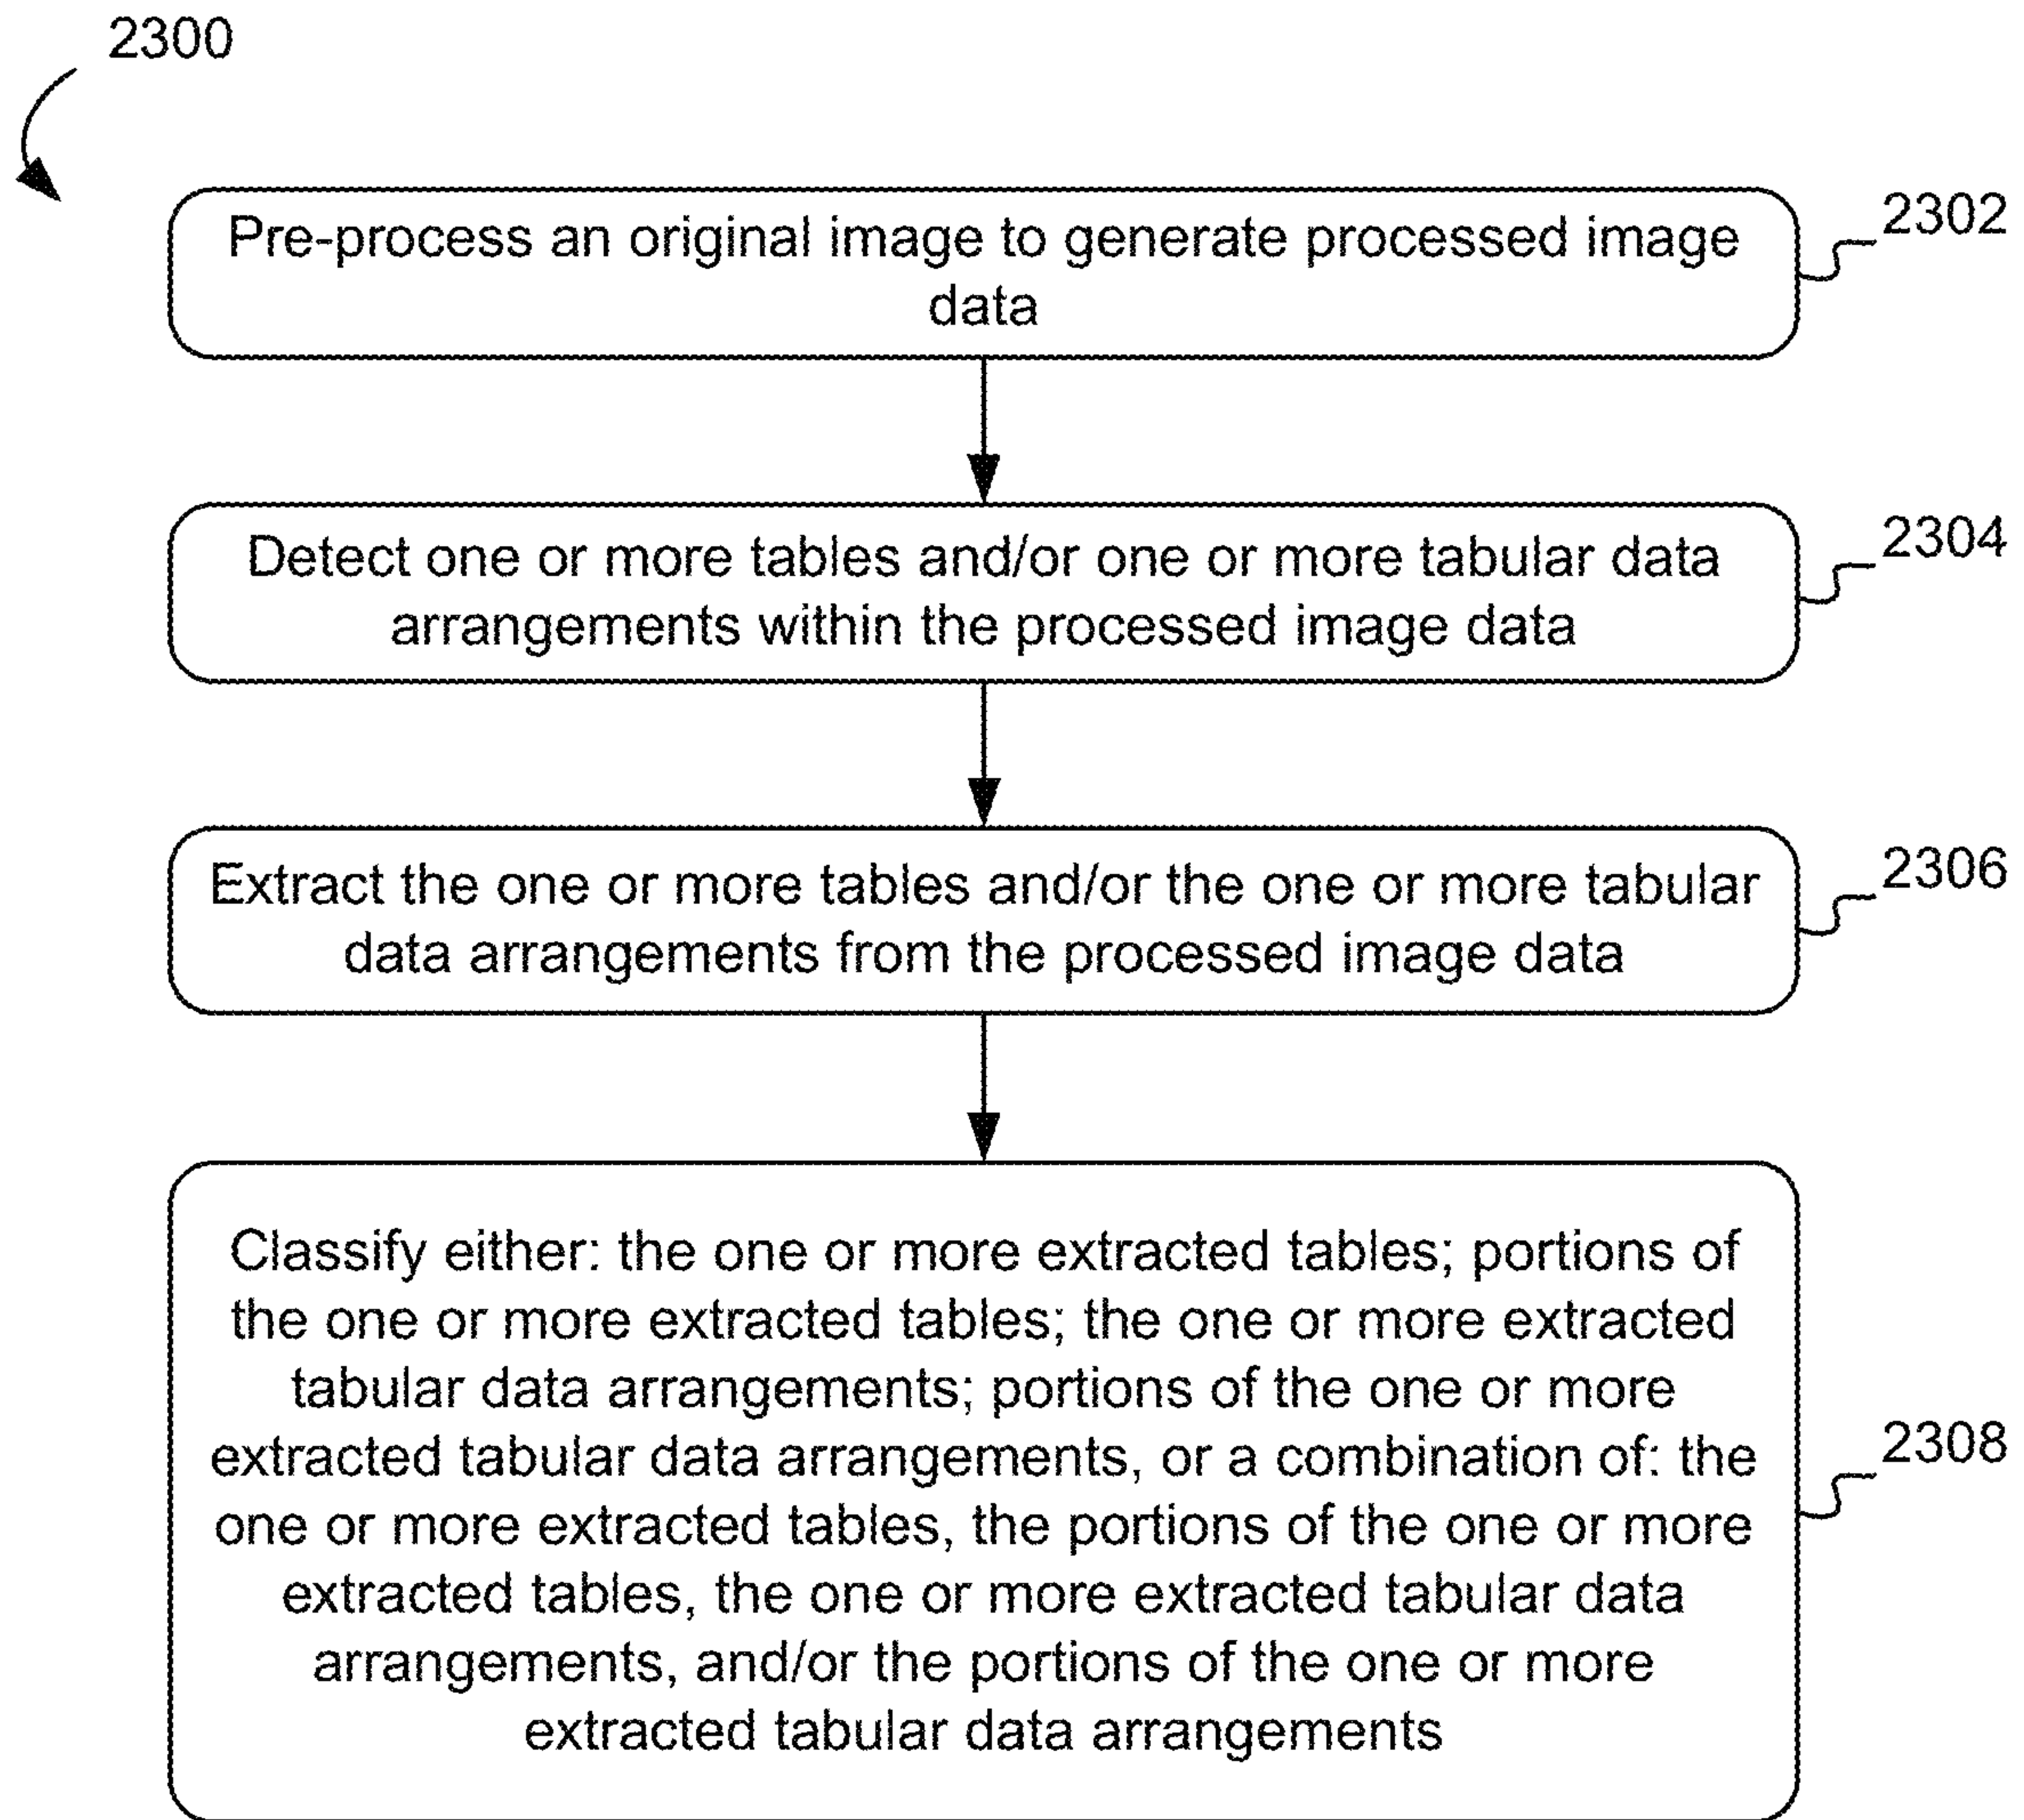 2300
Pre-process an original image to generate processed image
data
2302
Detect one or more tables and/or one or more tabular data
arrangements within the processed image data
2304
Extract the one or more tables and/or the one or more tabular
data arrangements from the processed image data
2306
Classify either: the one or more extracted tables; portions of
the one or more extracted tables; the one or more extracted
tabular data arrangements; portions of the one or more
extracted tabular data arrangements, or a combination of: the
one or more extracted tables, the portions of the one or more
extracted tables, the one or more extracted tabular data
arrangements, and/or the portions of the one or more
extracted tabular data arrangements
2308